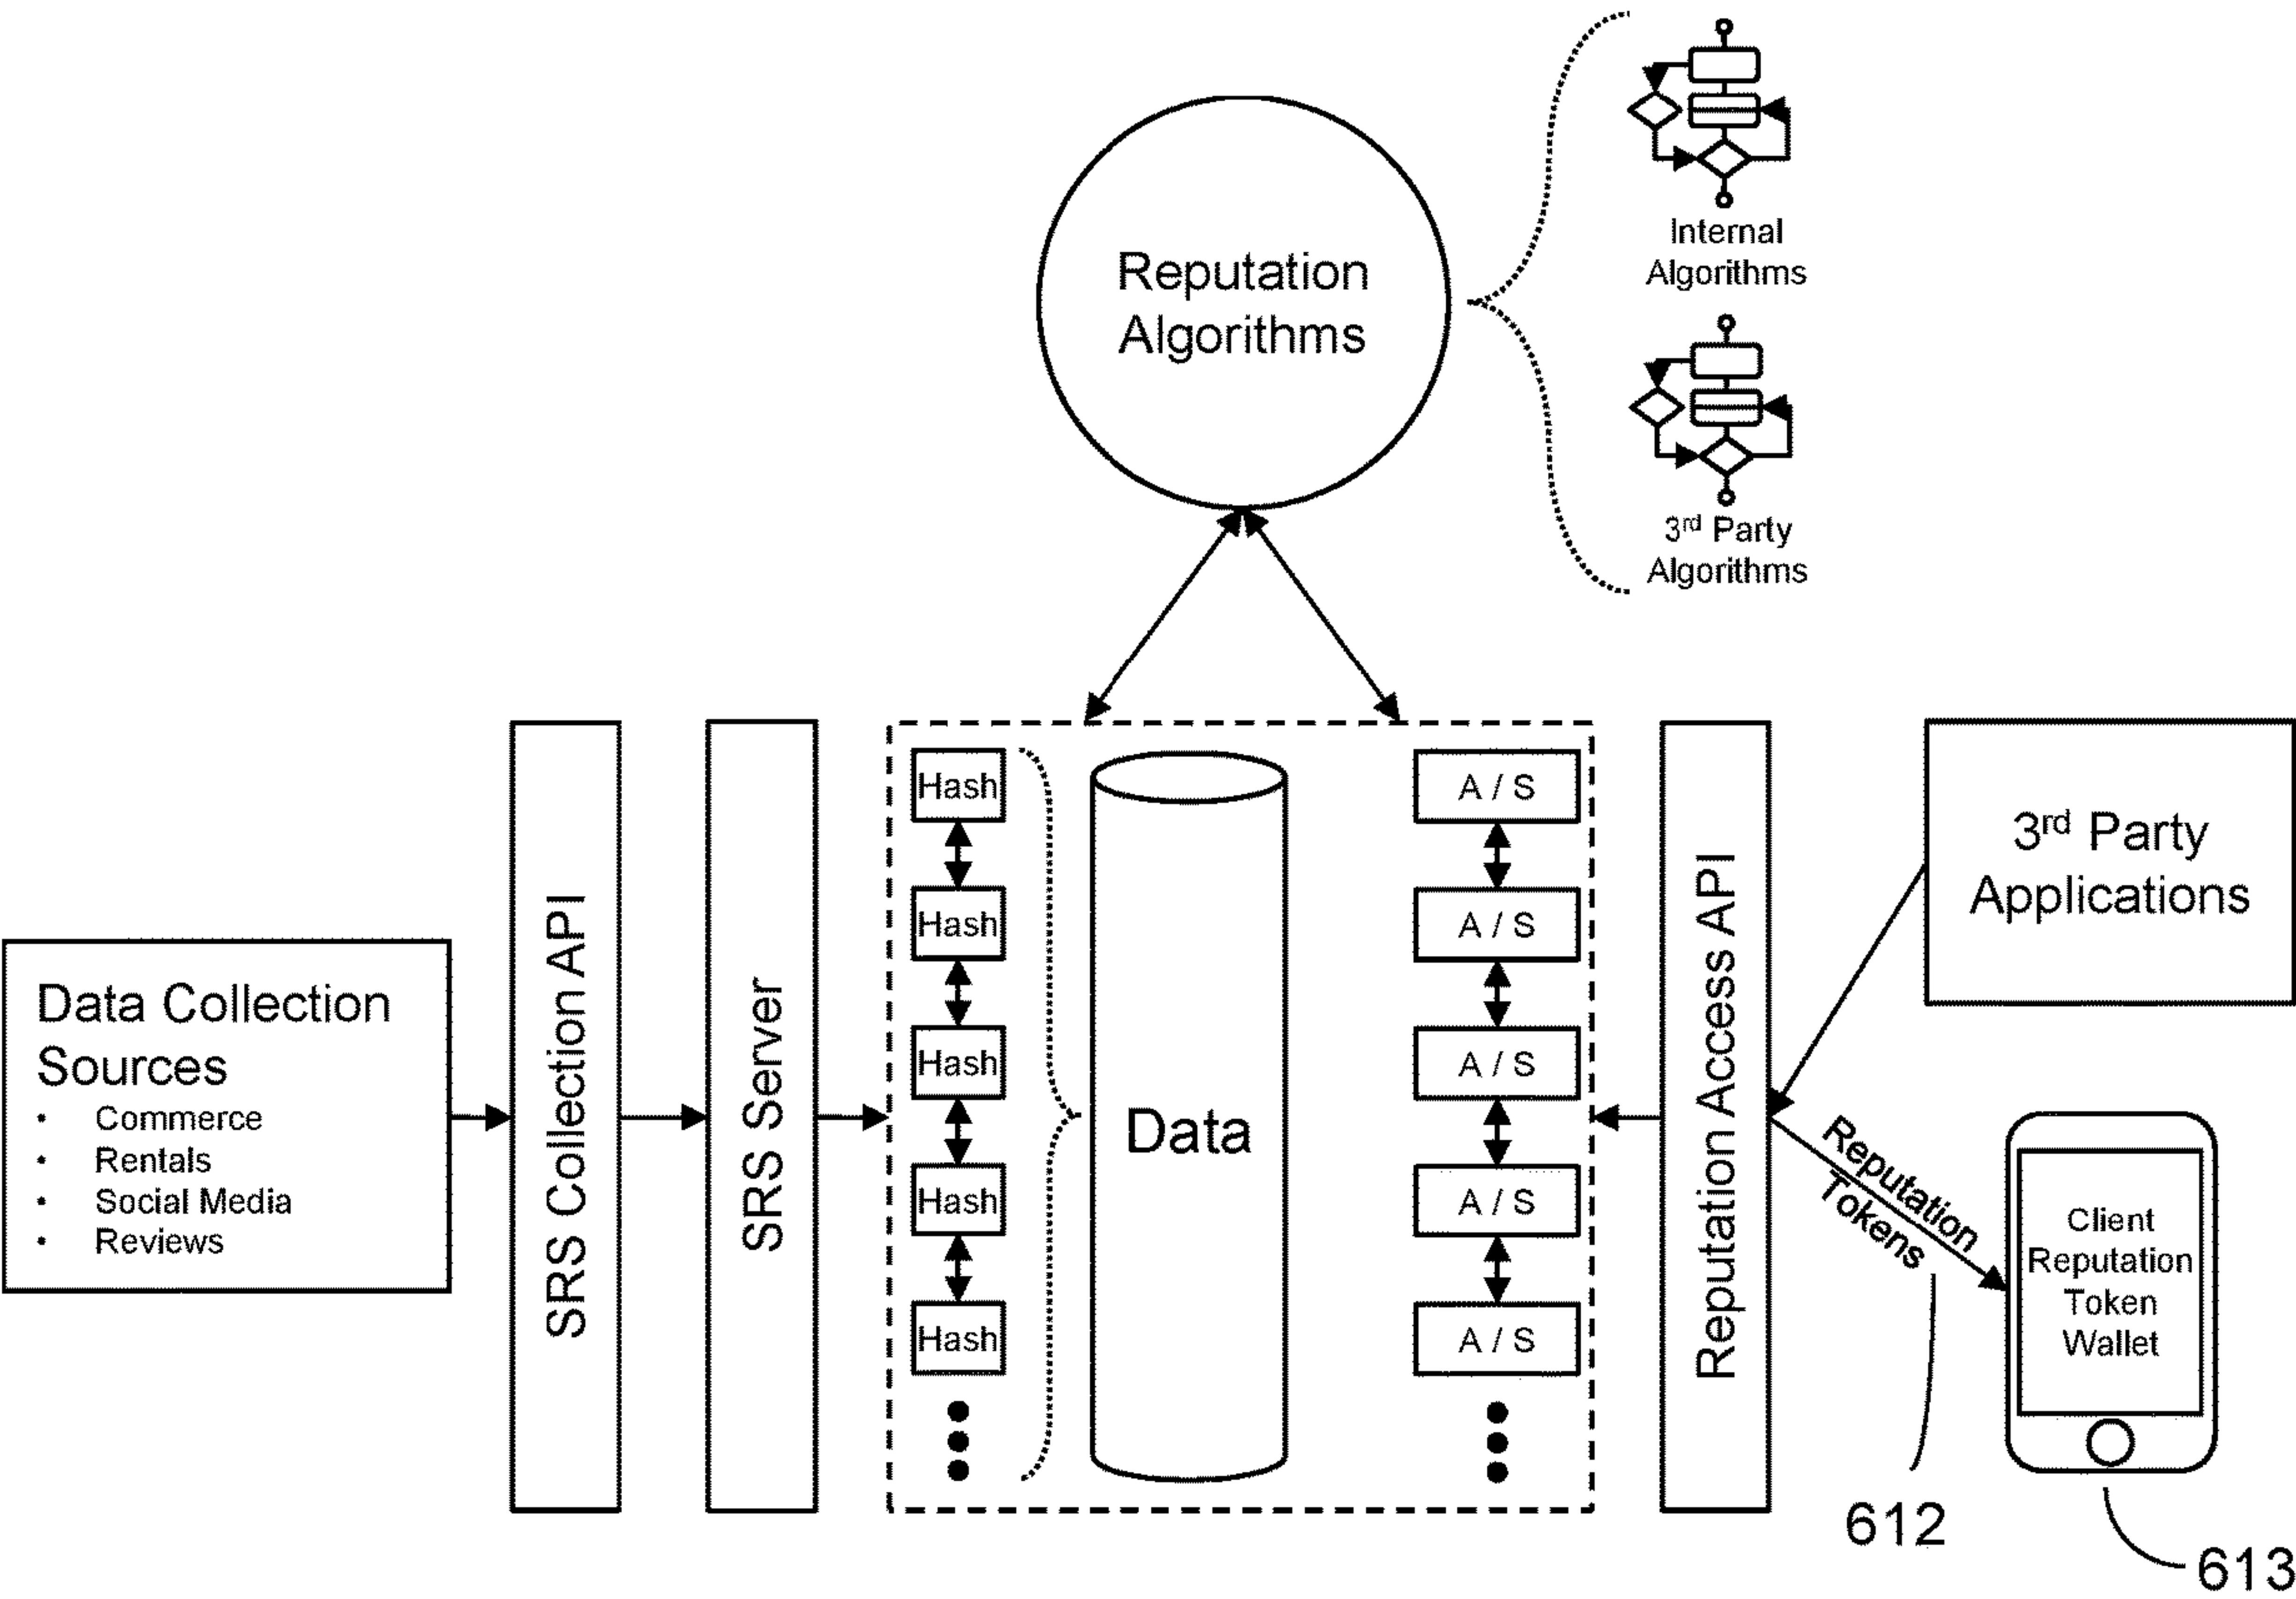 Reputation
Algorithms
Internal
Algorithms
3rd Party
Algorithms
Data Collection
Sources
• Commerce
• Rentals
• Social Media
• Reviews
SRS Collection API
SRS Server
Hash
Hash
Hash
Hash
Hash
Data
A / S
A / S
A / S
A / S
A / S
Reputation Access API
3rd Party
Applications
Reputation
Tokens
Client
Reputation
Token
Wallet
612
613